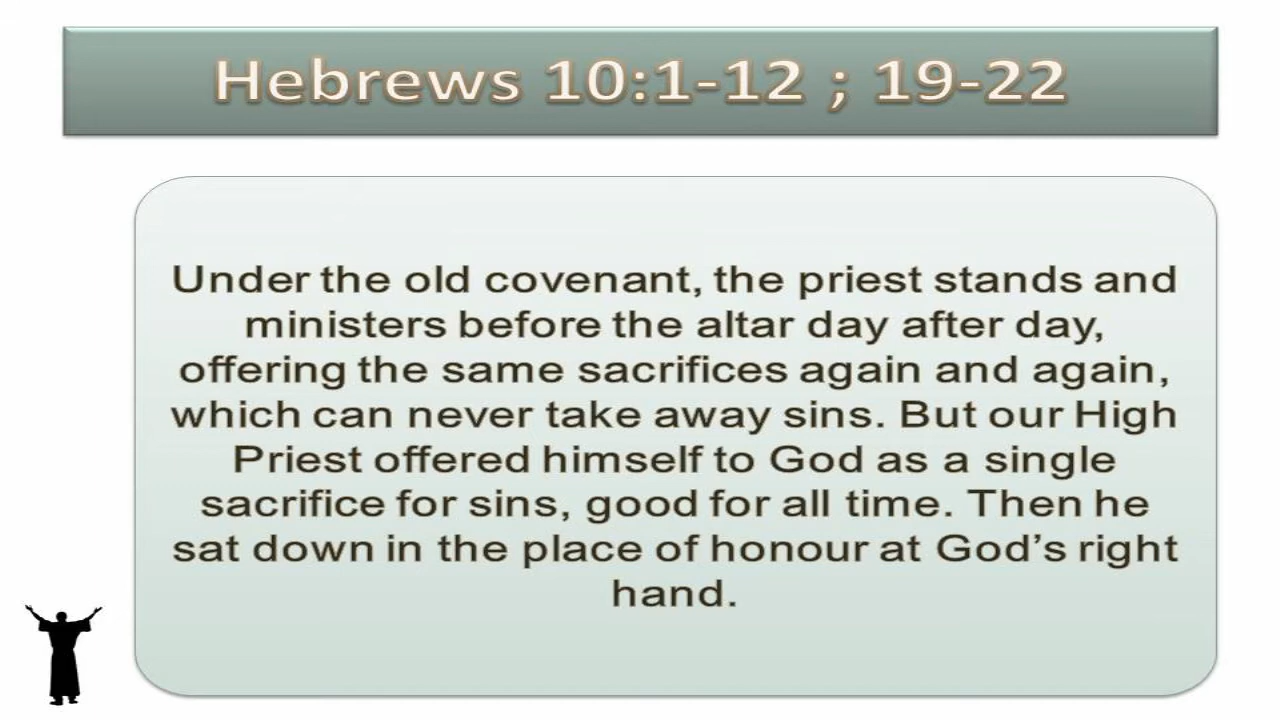 Hebrews 10:1-12 ; 19-22
Under the old covenant, the priest stands and
ministers before the altar day after day,
offering the same sacrifices again and again,
which can never take away sins. But our High
Priest offered himself to God as a single
sacrifice for sins, good for all time. Then he
sat down in the place of honour at God’s right
hand.